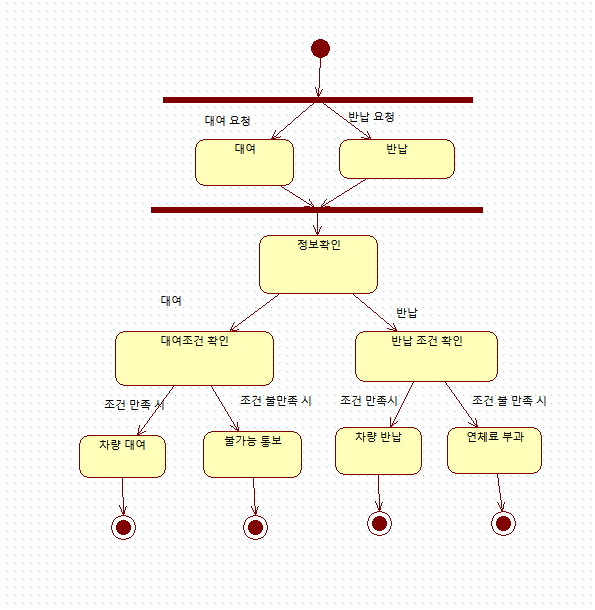 대여 요청
반납 요청
대여
반납
정보확인
대여
반납
대여조건 확인
반납 조건 확인
조건 만족 시
조건 불만족 시
조건 만족시
조건 불 만족 시
차량 대여
불가능 통보
차량 반납
연체료 부과